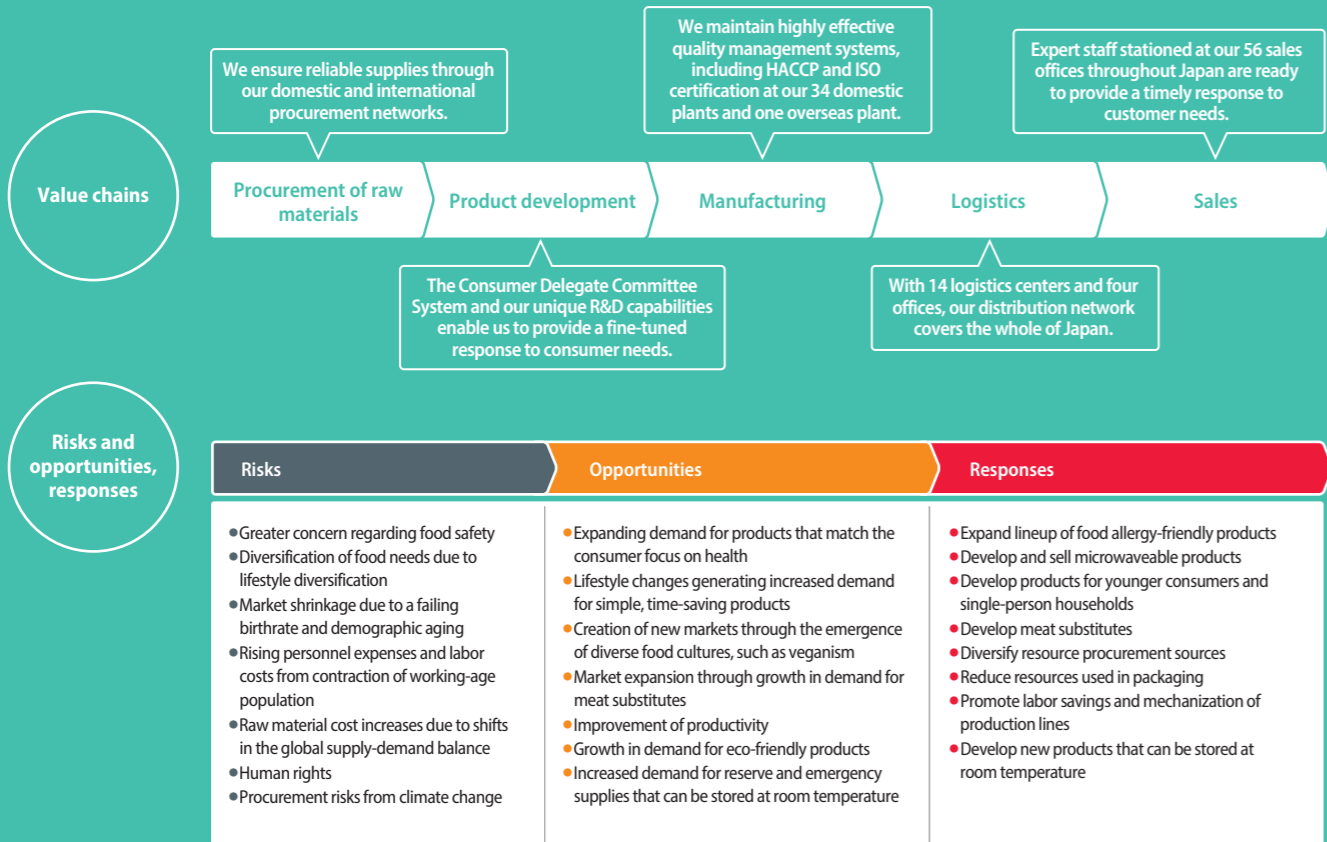 Value chains
We ensure reliable supplies through
our domestic and international
procurement networks.
We maintain highly effective
quality management systems,
including HACCP and ISO
certification at our 34 domestic
plants and one overseas plant.
Expert staff stationed at our 56 sales
offices throughout Japan are ready
to provide a timely response to
customer needs.
Procurement of raw
materials
Product development
Manufacturing
Logistics
Sales
The Consumer Delegate Committee
System and our unique R&D capabilities
enable us to provide a fine-tuned
response to consumer needs.
With 14 logistics centers and four
offices, our distribution network
covers the whole of Japan.
Risks and
opportunities,
responses
Risks
●Greater concern regarding food safety
●Diversification of food needs due to
lifestyle diversification
●Market shrinkage due to a failing
birthrate and demographic aging
●Rising personnel expenses and labor
costs from contraction of working-age
population
●Raw material cost increases due to shifts
in the global supply-demand balance
●Human rights
●Procurement risks from climate change
Opportunities
●Expanding demand for products that match the
consumer focus on health
●Lifestyle changes generating increased demand
for simple, time-saving products
●Creation of new markets through the emergence
of diverse food cultures, such as veganism
●Market expansion through growth in demand for
meat substitutes
●Improvement of productivity
●Growth in demand for eco-friendly products
●Increased demand for reserve and emergency
supplies that can be stored at room temperature
Responses
●Expand lineup of food allergy-friendly products
●Develop and sell microwaveable products
●Develop products for younger consumers and
single-person households
●Develop meat substitutes
●Diversify resource procurement sources
●Reduce resources used in packaging
●Promote labor savings and mechanization of
production lines
●Develop new products that can be stored at
room temperature